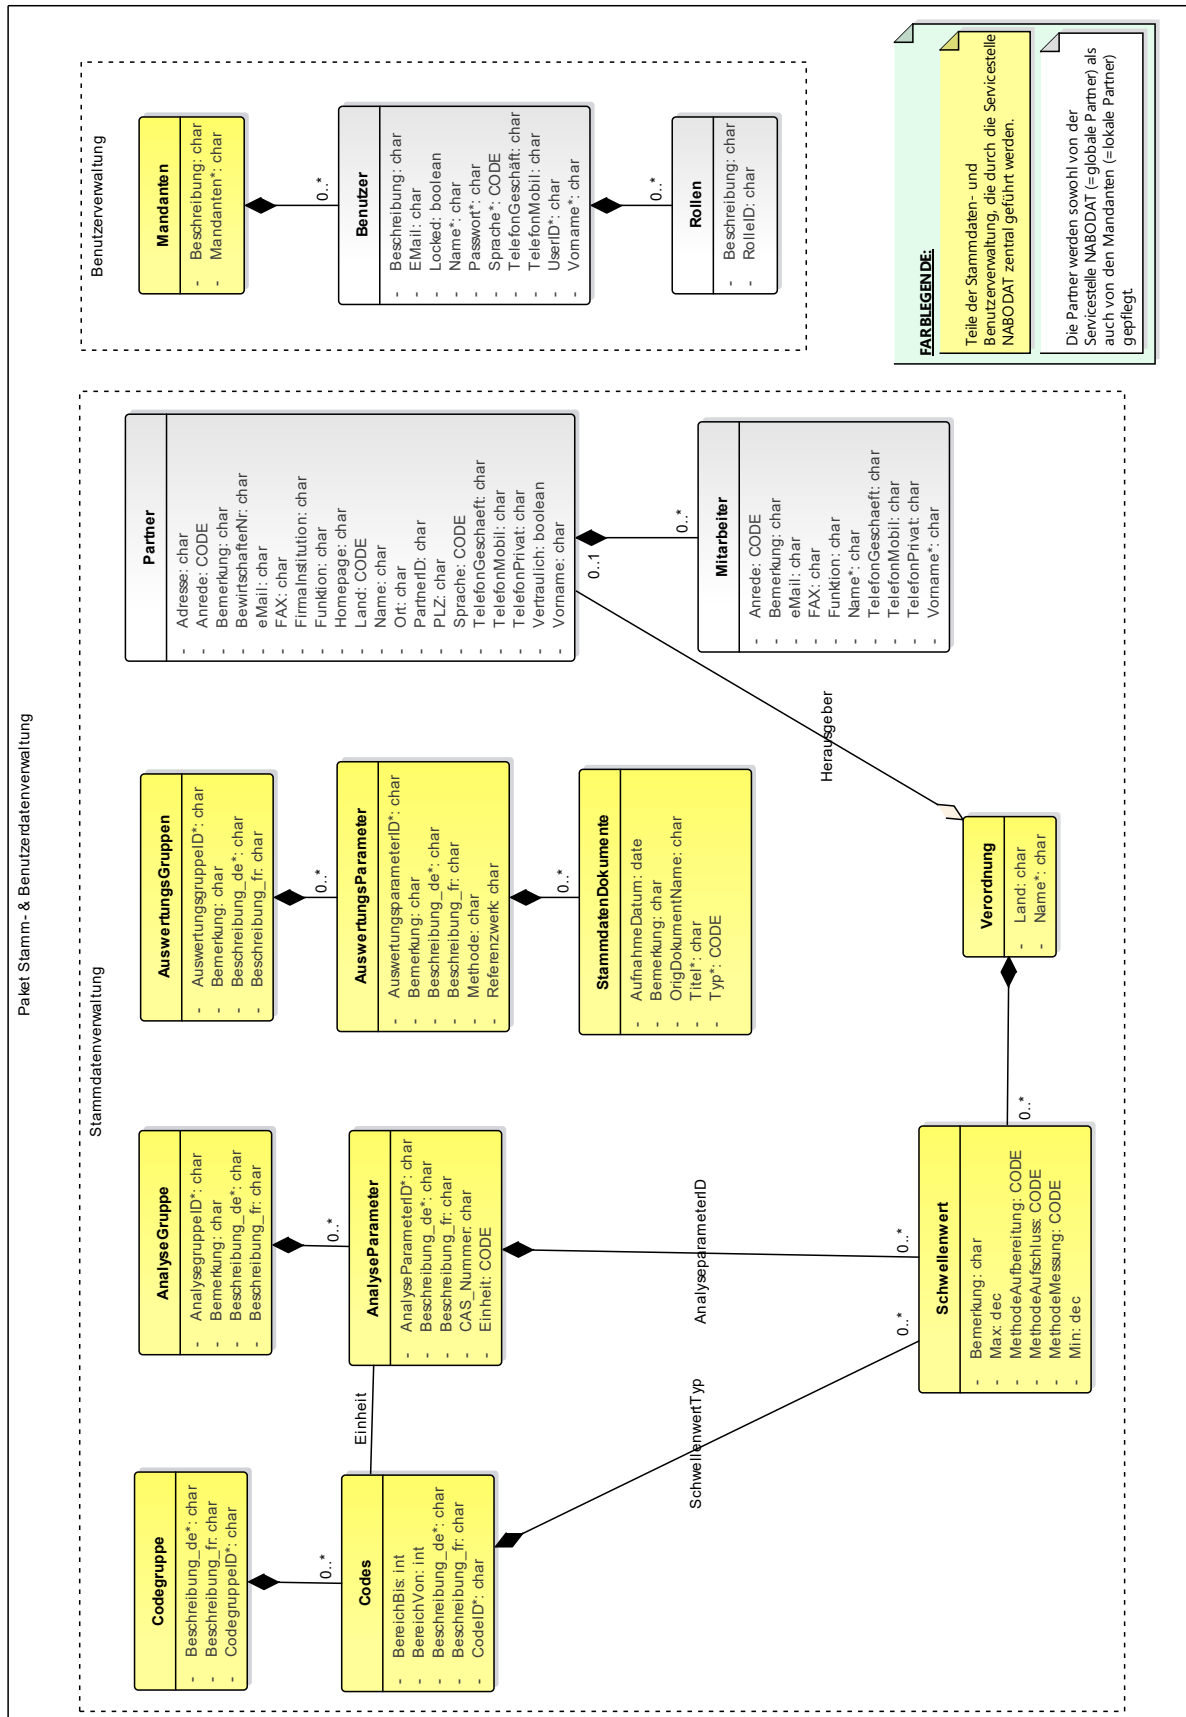 Paket Stamm- & Benutzerdatenverwaltung
Stammdatenverwaltung
Codegruppe
- Beschreibung_de*: char
- Beschreibung_fr: char
- CodegruppeID*: char
0..*
Codes
- BereichBis: int
- BereichVon: int
- Beschreibung_de*: char
- Beschreibung_fr: char
- CodeID*: char
Einheit
AnalyseGruppe
- AnalysegruppeID*: char
- Bemerkung: char
- Beschreibung_de*: char
- Beschreibung_fr: char
0..*
AnalyseParameter
- AnalyseParameterID*: char
- Beschreibung_de*: char
- Beschreibung_fr: char
- CAS_Nummer: char
- Einheit: CODE
SchwellenwertTyp
0..*
AnalyseparameterID
0..*
Schwellenwert
- Bemerkung: char
- Max: dec
- MethodeAufbereitung: CODE
- MethodeAufschluss: CODE
- MethodeMessung: CODE
- Min: dec
0..*
AuswertungsGruppen
- AuswertungsgruppeID*: char
- Bemerkung: char
- Beschreibung_de*: char
- Beschreibung_fr: char
0..*
AuswertungsParameter
- AuswertungsparameterID*: char
- Bemerkung: char
- Beschreibung_de*: char
- Beschreibung_fr: char
- Methode: char
- Referenzwerk: char
0..*
StammdatenDokumente
- AufnahmeDatum: date
- Bemerkung: char
- OrigDokumentName: char
- Titel*: char
- Typ*: CODE
Verordnung
- Land: char
- Name*: char
Herausgeber
Partner
- Adresse: char
- Anrede: CODE
- Bemerkung: char
- BewirtschafterNr: char
- eMail: char
- FAX: char
- FirmaInstitution: char
- Funktion: char
- Homepage: char
- Land: CODE
- Name: char
- Ort: char
- PartnerID: char
- PLZ: char
- Sprache: CODE
- TelefonGeschaeft: char
- TelefonMobil: char
- TelefonPrivat: char
- Vertraulich: boolean
- Vorname: char
0..1
0..*
Mitarbeiter
- Anrede: CODE
- Bemerkung: char
- eMail: char
- FAX: char
- Funktion: char
- Name*: char
- TelefonGeschaeft: char
- TelefonMobil: char
- TelefonPrivat: char
- Vorname*: char
Benutzerverwaltung
Mandanten
- Beschreibung: char
- Mandanten*: char
0..*
Benutzer
- Beschreibung: char
- EMail: char
- Locked: boolean
- Name*: char
- Passwort*: char
- Sprache*: CODE
- TelefonGeschäft: char
- TelefonMobil: char
- UserID*: char
- Vorname*: char
0..*
Rollen
- Beschreibung: char
- RolleID: char
FARBLEGENDE:
Teile der Stammdaten- und
Benutzerverwaltung, die durch die Servicestelle
NABODAT zentral geführt werden.
Die Partner werden sowohl von der
Servicestelle NABODAT (=globale Partner) als
auch von den Mandanten (=lokale Partner)
gepflegt.